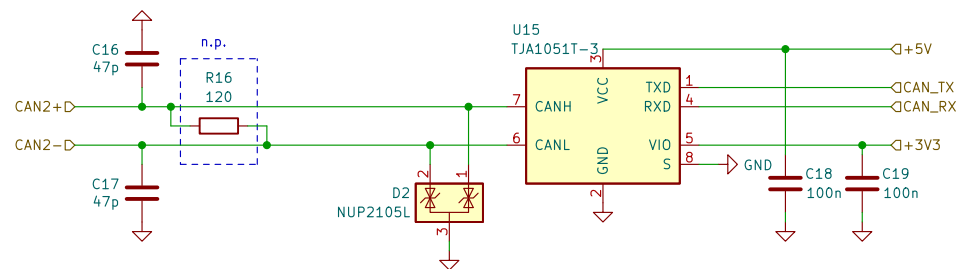 U15
TJA1051T-3
C16
47p
n.p.
R16
120
3
VCC
+5V
CAN2+
7
CANH
TXD
1
CAN_TX
RXD
4
CAN_RX
CAN2-
6
CANL
VIO
5
+3V3
GND
S
8
GND
C17
47p
2
1
D2
NUP2105L
3
2
C18
100n
C19
100n